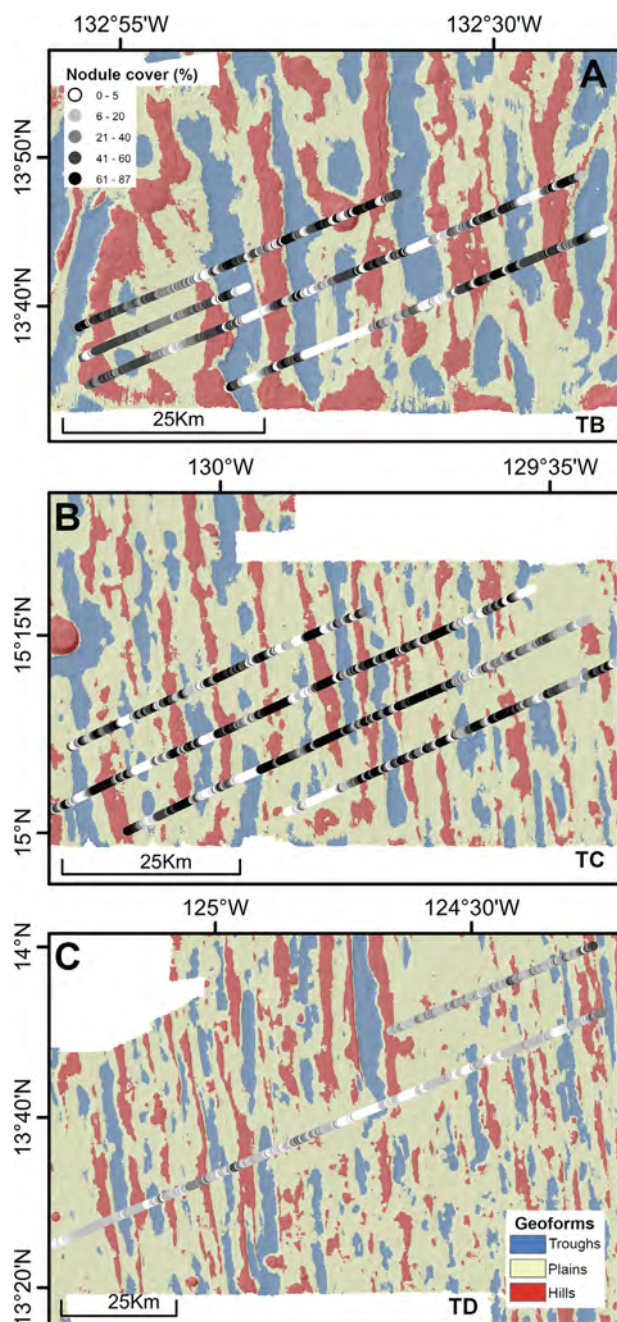 132°55'W
132°30'W
Nodule cover (%)
A
0 - 5
6 - 20
21 - 40
41 - 60
61 - 87
13°50'N
13°40'N
25Km
TB
130°W
129°35'W
B
15°15'N
15°N
25Km
TC
125°W
124°30'W
14°N
C
13°40'N
13°20'N
Geoforms
Troughs
Plains
Hills
25Km
TD